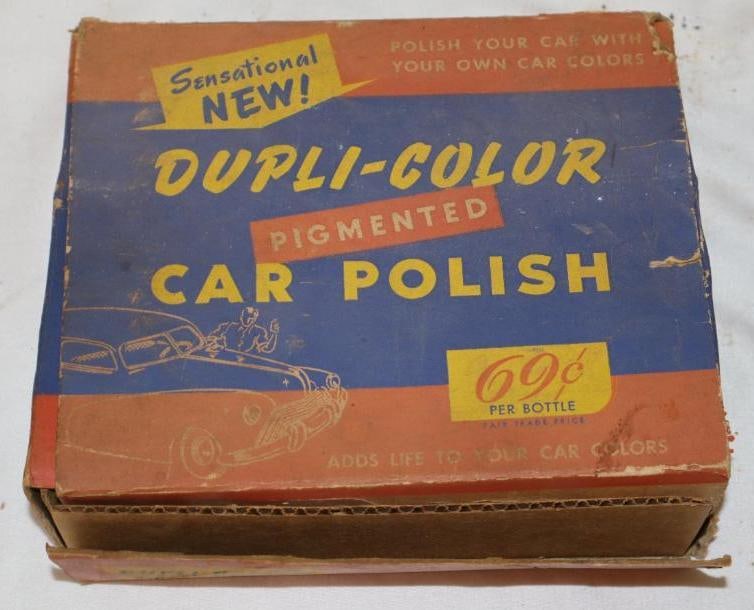 Sensational
NEW!
POLISH YOUR CAR WITH
YOUR OWN CAR COLORS
DUPLI-COLOR
PIGMENTED
CAR POLISH
69¢
PER BOTTLE
FAIR TRADE PRICE
ADDS LIFE TO YOUR CAR COLORS